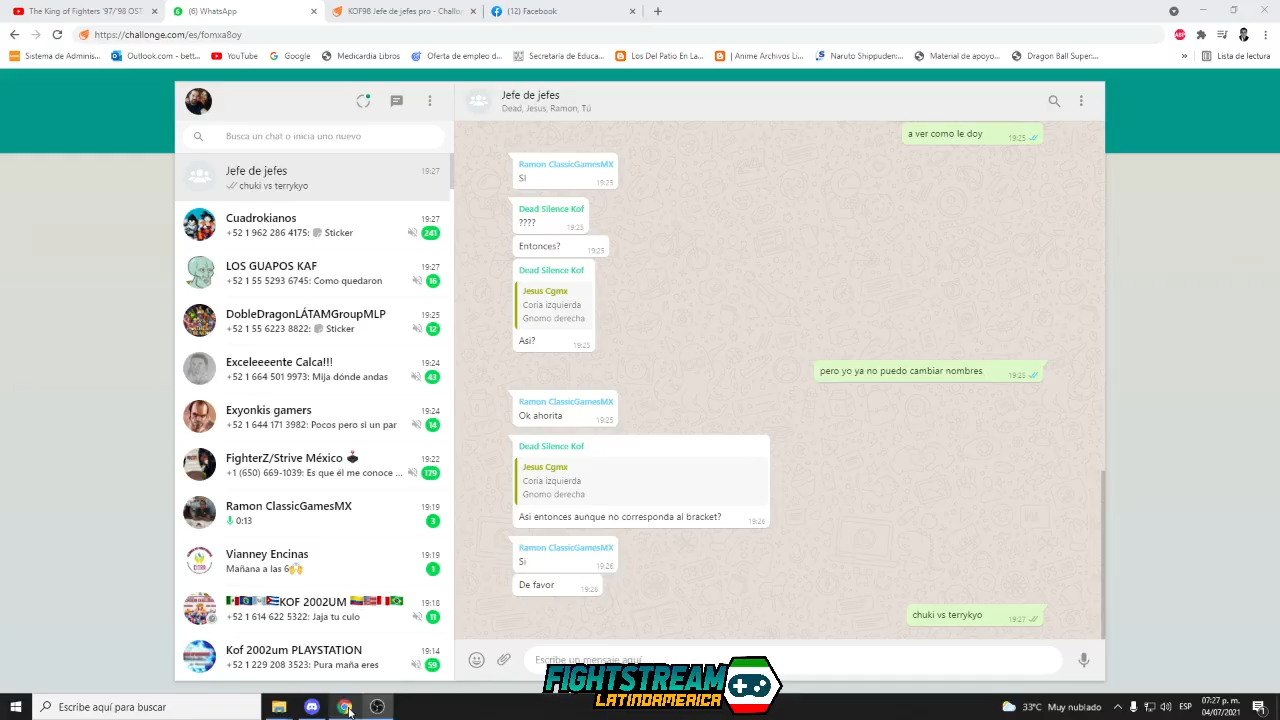 The King of Fighters '97/'98 OST
(6) WhatsApp
KOF98 Jefe de jefes pro - Challon
(12) Facebook
https://challonge.com/es/fomxa8oy
ABP
Sistema de Adminis...
Outlook.com - bett...
YouTube
Google
Medicardia Libros
Oferta de empleo d...
Secretaría de Educa...
Los Del Patio En La...
| Anime Archivos Li...
Naruto Shippuden:...
Material de apoyo...
Dragon Ball Super:...
»
Lista de lectura
Busca un chat o inicia uno nuevo
Jefe de jefes
19:27
chuki vs terrykyo
Cuadrokianos
19:27
+52 1 962 286 4175: Sticker
241
LOS GUAPOS KAF
19:27
+52 1 55 5293 6745: Como quedaron
16
DobleDragonLÁTAMGroupMLP
19:25
+52 1 55 6223 8822: Sticker
12
Exceleeeente Calca!!!
19:24
+52 1 664 501 9973: Mija dónde andas
43
Exyonkis gamers
19:24
+52 1 644 171 3982: Pocos pero si un par
14
FighterZ/Strive México
19:22
+1 (650) 669-1039: Es que él me conoce ...
179
Ramon ClassicGamesMX
19:19
0:13
3
Vianney Encinas
19:19
Mañana a las 6
1
KOF 2002UM
19:18
+52 1 614 622 5322: Jaja tu culo
11
Kof 2002um PLAYSTATION
19:14
+52 1 229 208 3523: Pura maña eres
59
Jefe de jefes
Dead, Jesus, Ramon, Tú
a ver como le doy
19:25
Ramon ClassicGamesMX
SI
19:25
Dead Silence Kof
????
19:25
Entonces?
19:25
Dead Silence Kof
Jesus Cgmx
Coria izquierda
Gnomo derecha
Asi?
19:25
pero yo ya no puedo cambiar nombres
19:25
Ramon ClassicGamesMX
Ok ahorita
19:25
Dead Silence Kof
Jesus Cgmx
Coria izquierda
Gnomo derecha
Asi entonces aunque no corresponda al bracket?
19:26
Ramon ClassicGamesMX
Si
19:26
De favor
19:26
chuki vs terrykyo
19:27
Escribe un mensaje aquí
FIGHTSTREAM
LATINOAMERICA
Escribe aquí para buscar
33°C Muy nublado
ESP
07:27 p. m.
04/07/2021